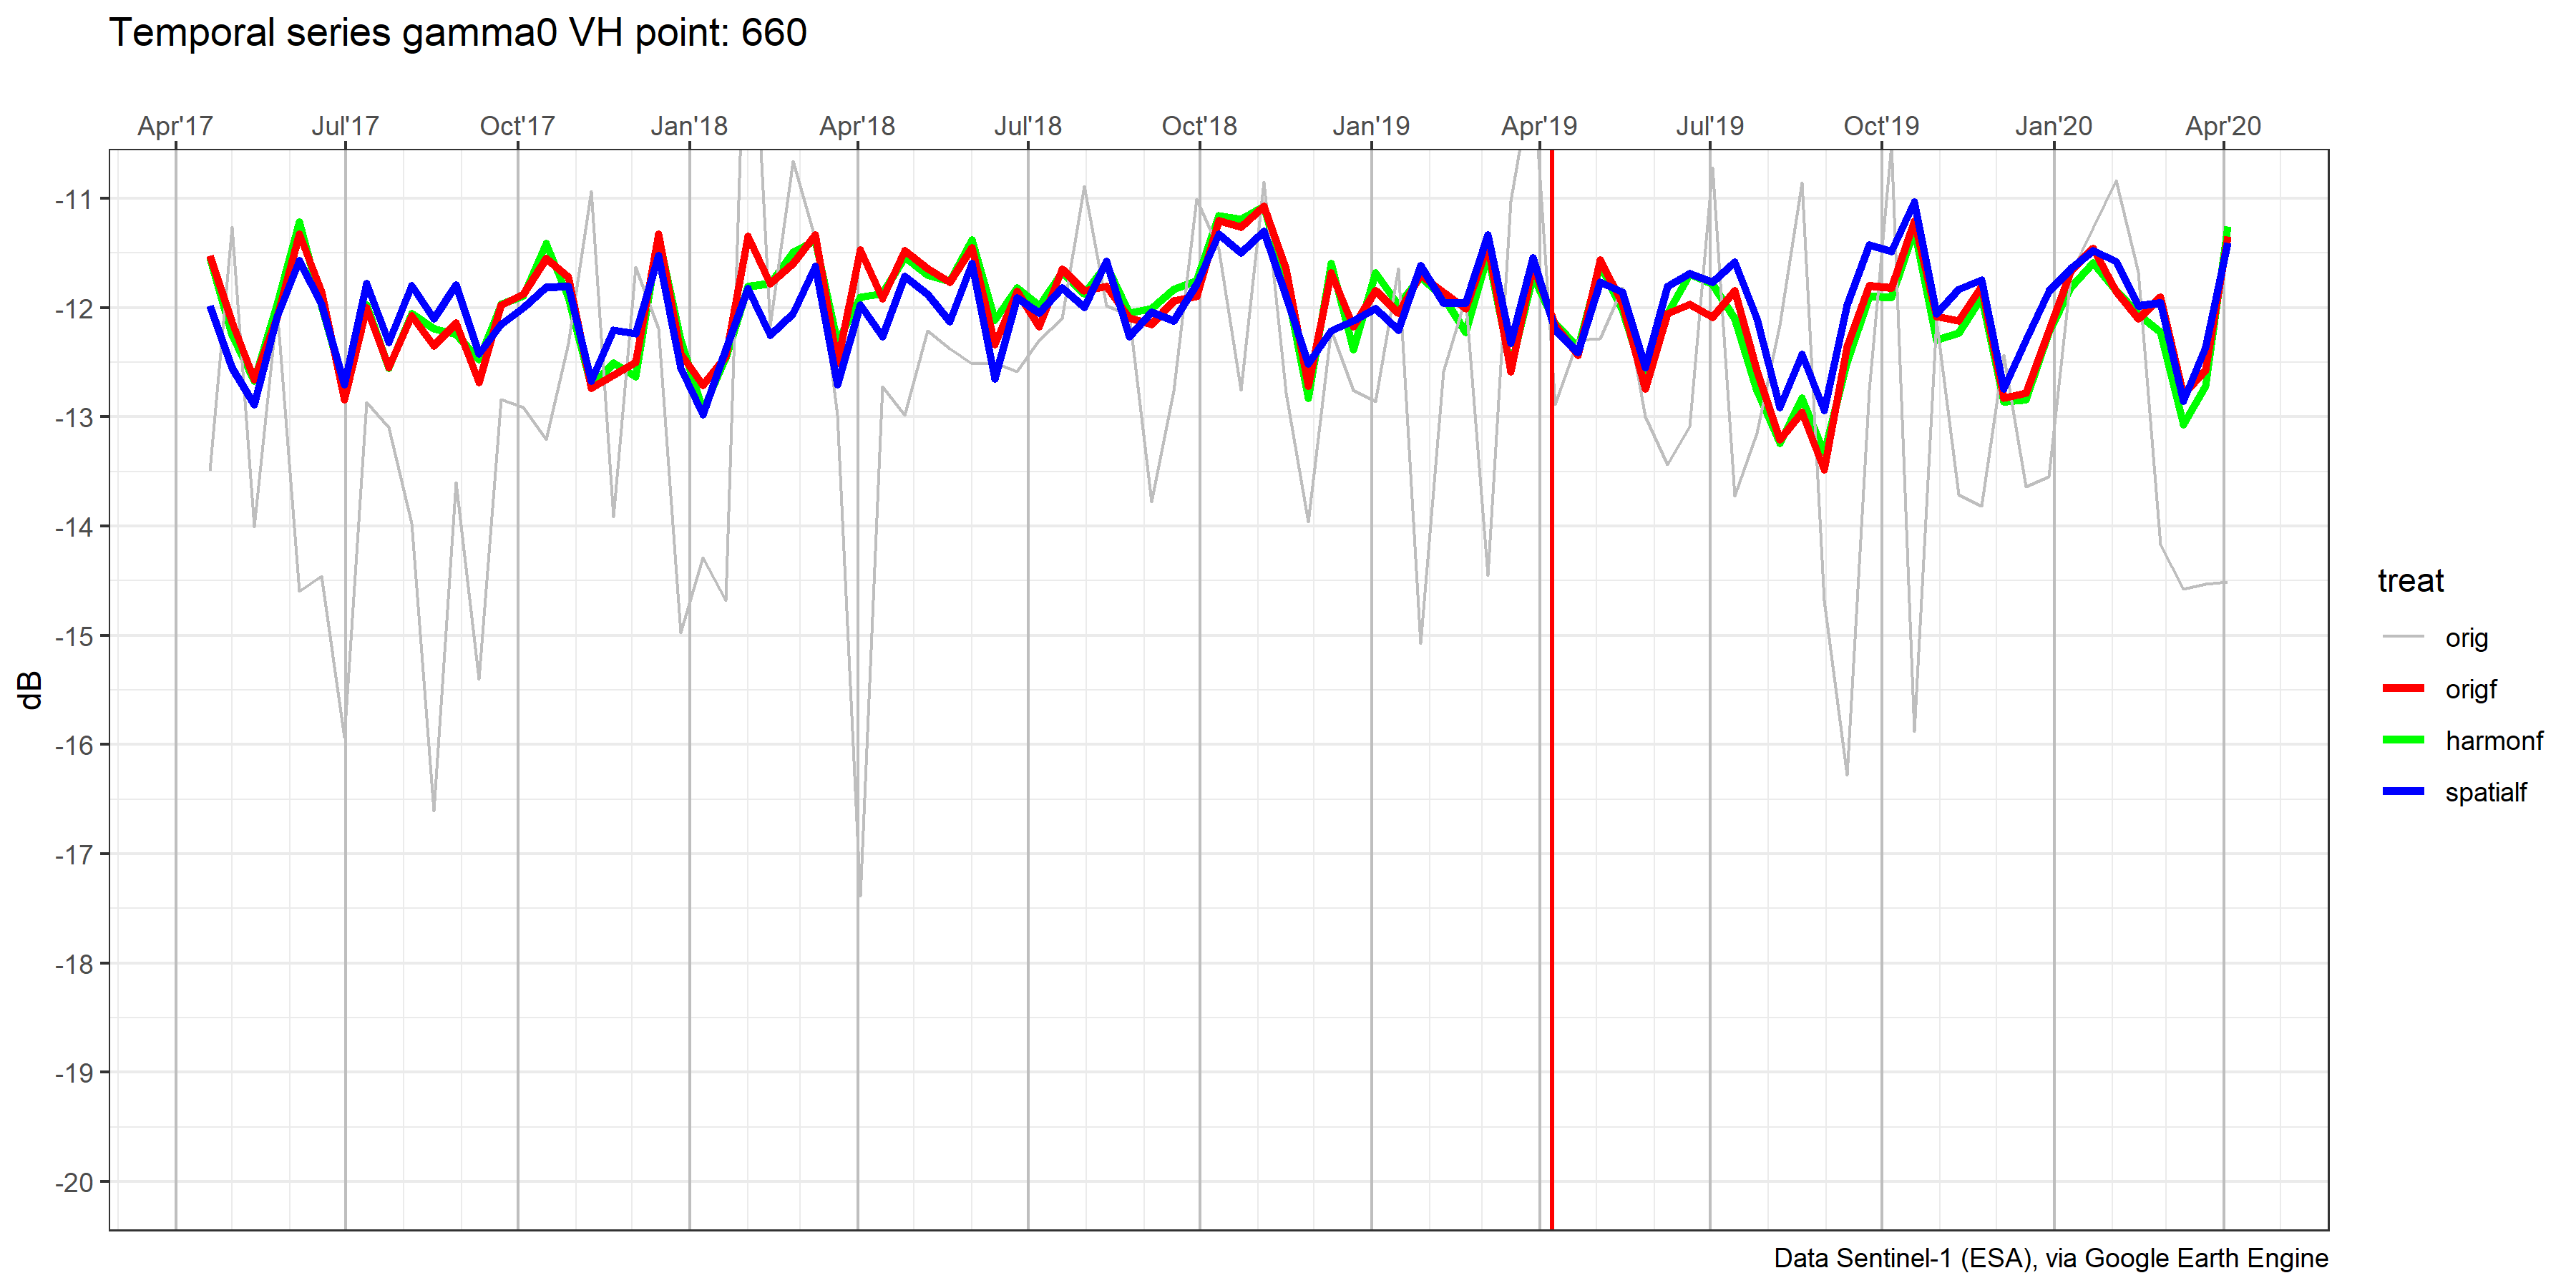 Temporal series gamma0 VH point: 660
Apr'17 Jul'17 Oct'17 Jan'18 Apr'18 Jul'18 Oct'18 Jan'19 Apr'19 Jul'19 Oct'19 Jan'20 Apr'20
-11
-12
-13
-14
-15
-16
-17
-18
-19
-20
dB
treat
orig
origf
harmonf
spatialf
Data Sentinel-1 (ESA), via Google Earth Engine